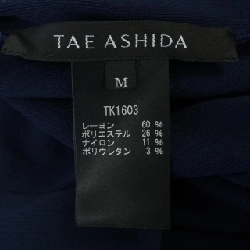 TAE ASHIDA
M
TK1603
レーヨン 60 %
ポリエステル 26 %
ナイロン 11 %
ポリウレタン 3 %